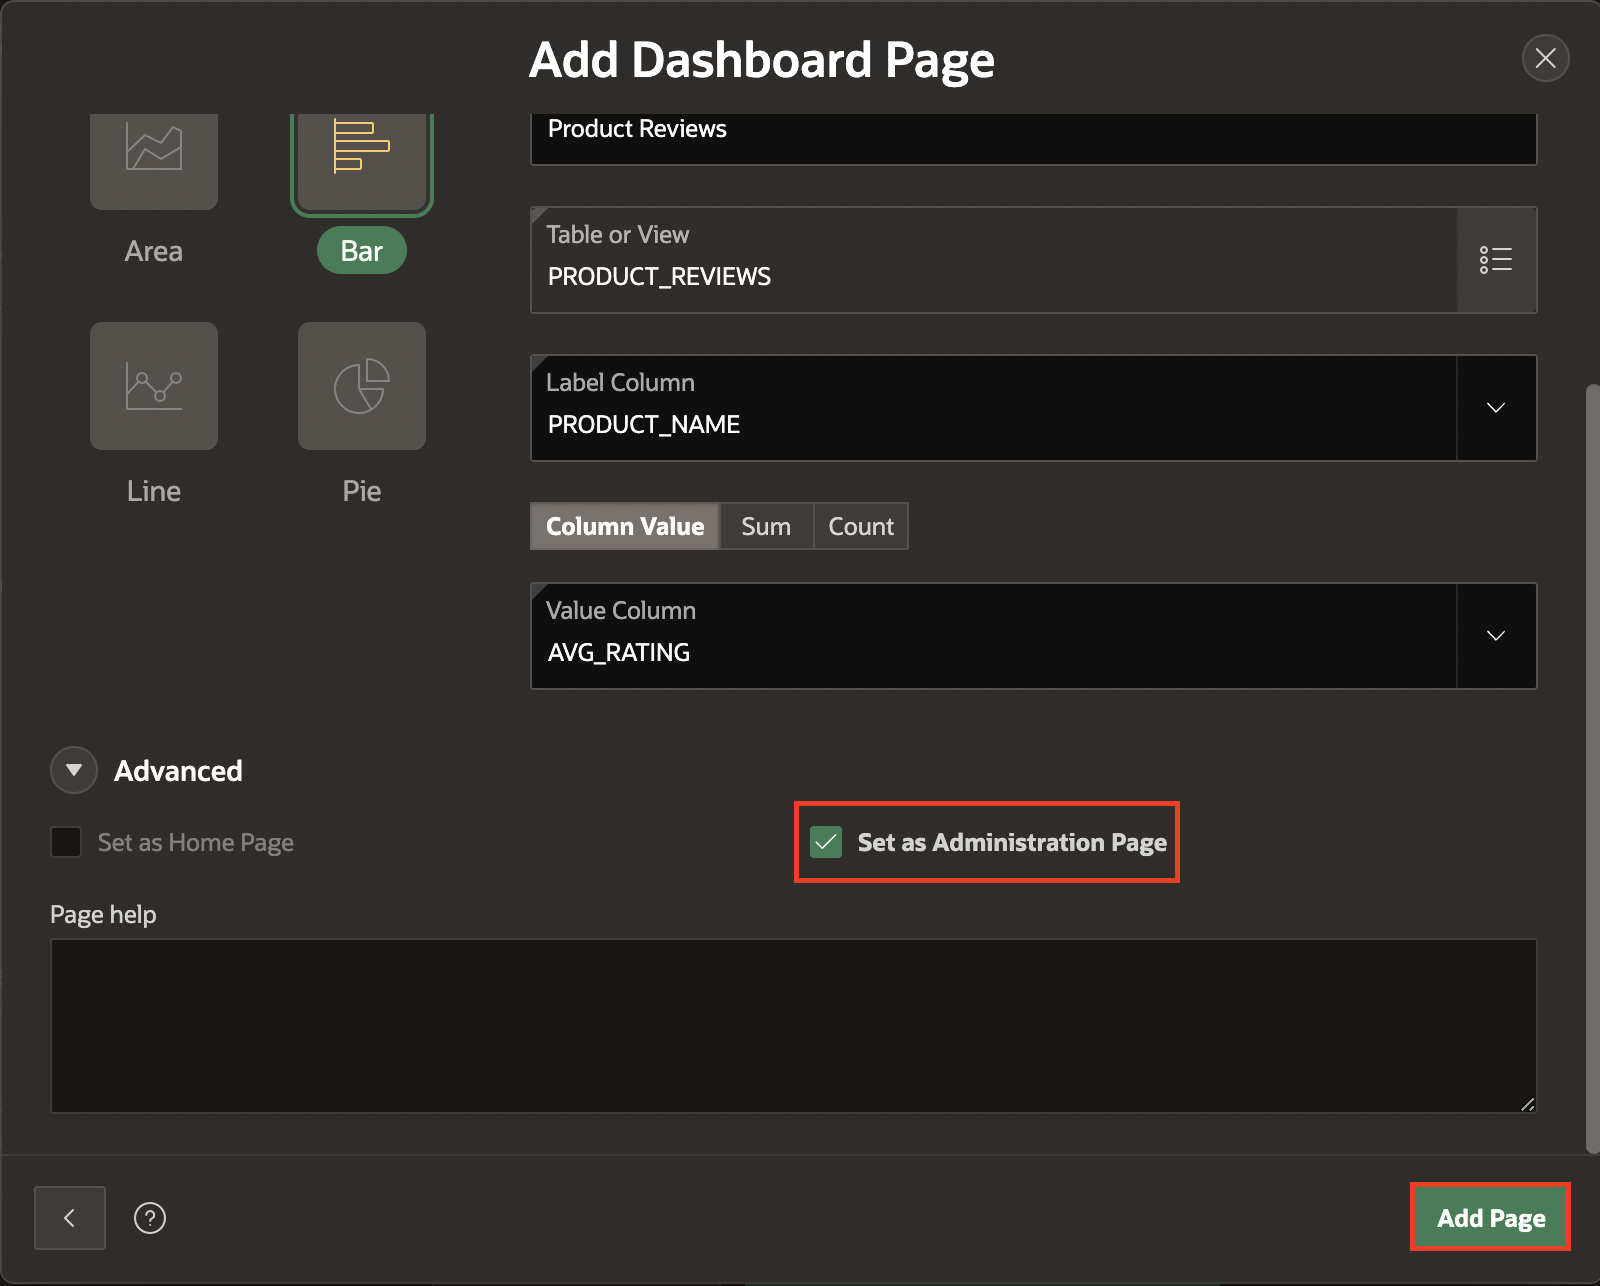 Add Dashboard Page
Area
Bar
Line
Pie
Product Reviews
Table or View
PRODUCT_REVIEWS
Label Column
PRODUCT_NAME
Column Value Sum Count
Value Column
AVG_RATING
Advanced
Set as Home Page
Set as Administration Page
Page help
?
Add Page